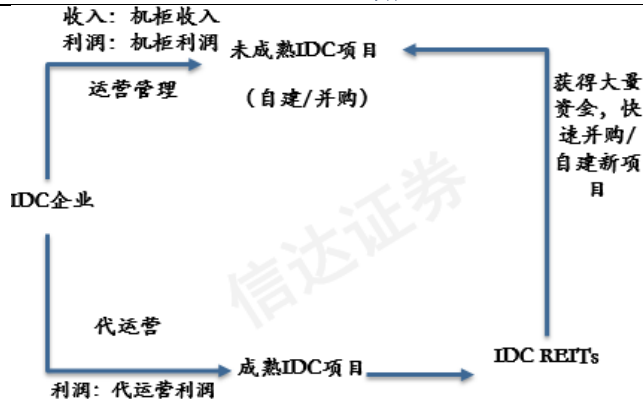 收入：机柜收入
利润：机柜利润
运营管理
未成熟IDC项目
（自建/并购）
获得大量
资金，快
速并购/
自建新项
目
IDC企业
信达证券
代运营
利润：代运营利润
成熟IDC项目
IDC REITs